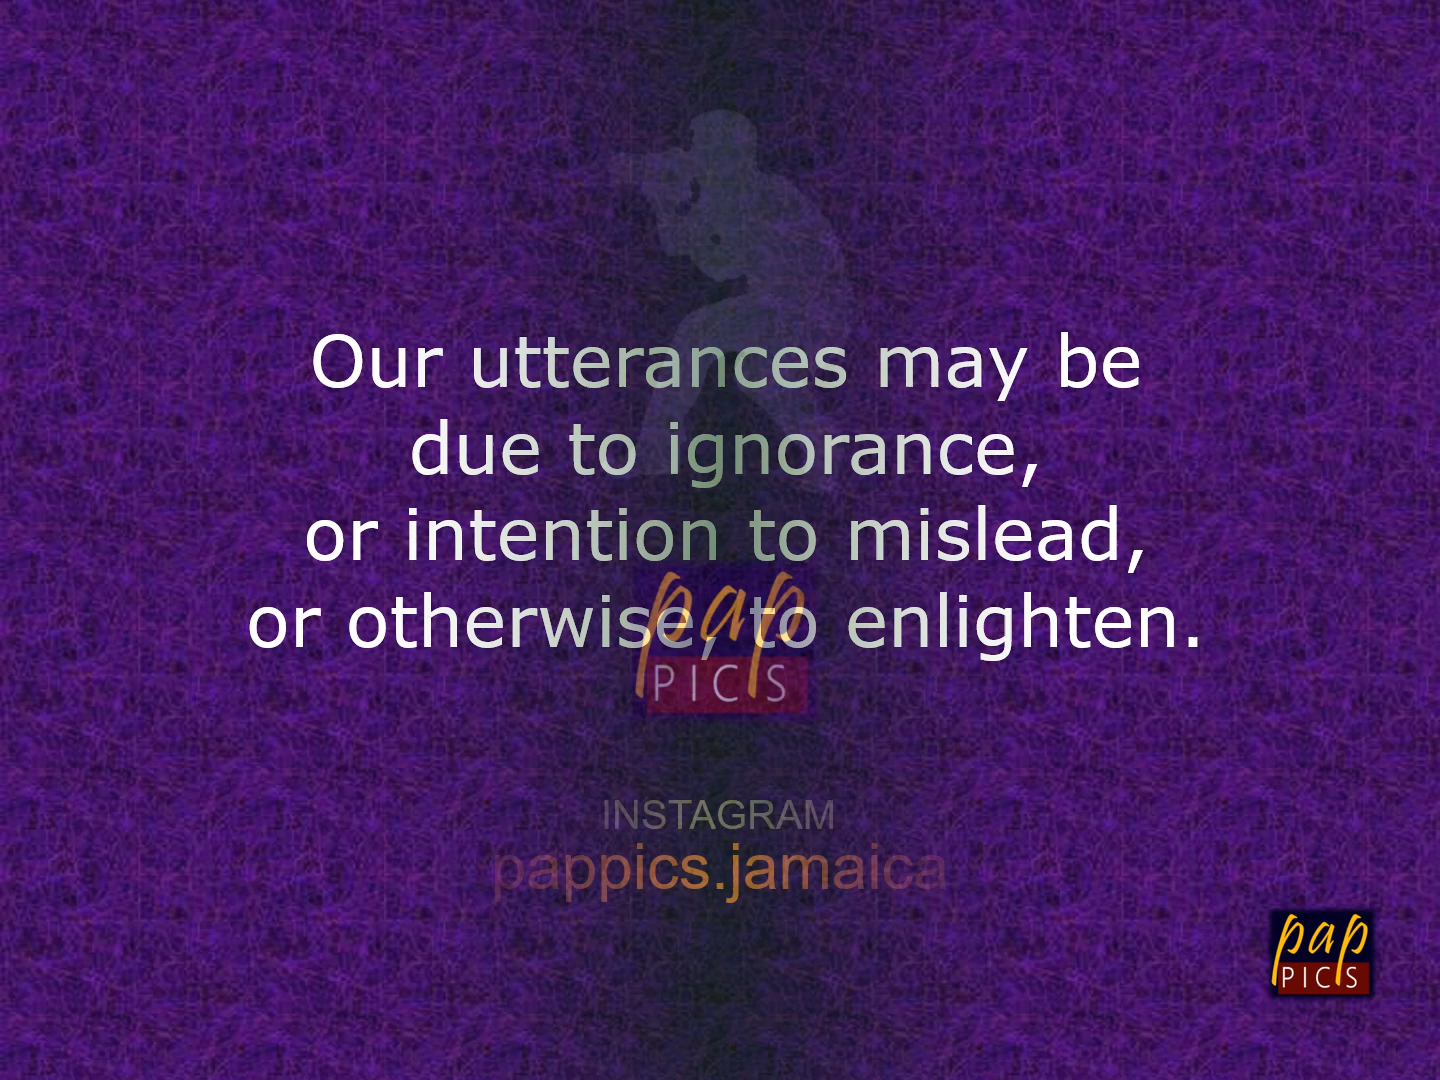 Our utterances may be
due to ignorance,
or intention to mislead,
or otherwise, to enlighten.
pap
PICS
INSTAGRAM
pappics.jamaica
pap
PICS